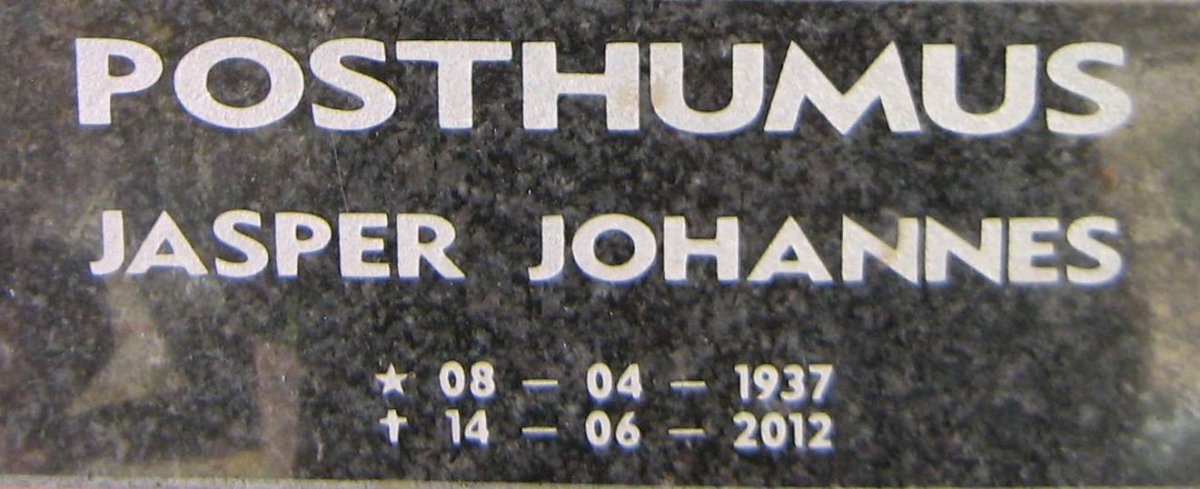 POSTHUMUS
JASPER JOHANNES
★ 08 – 04 – 1937
✝ 14 – 06 – 2012